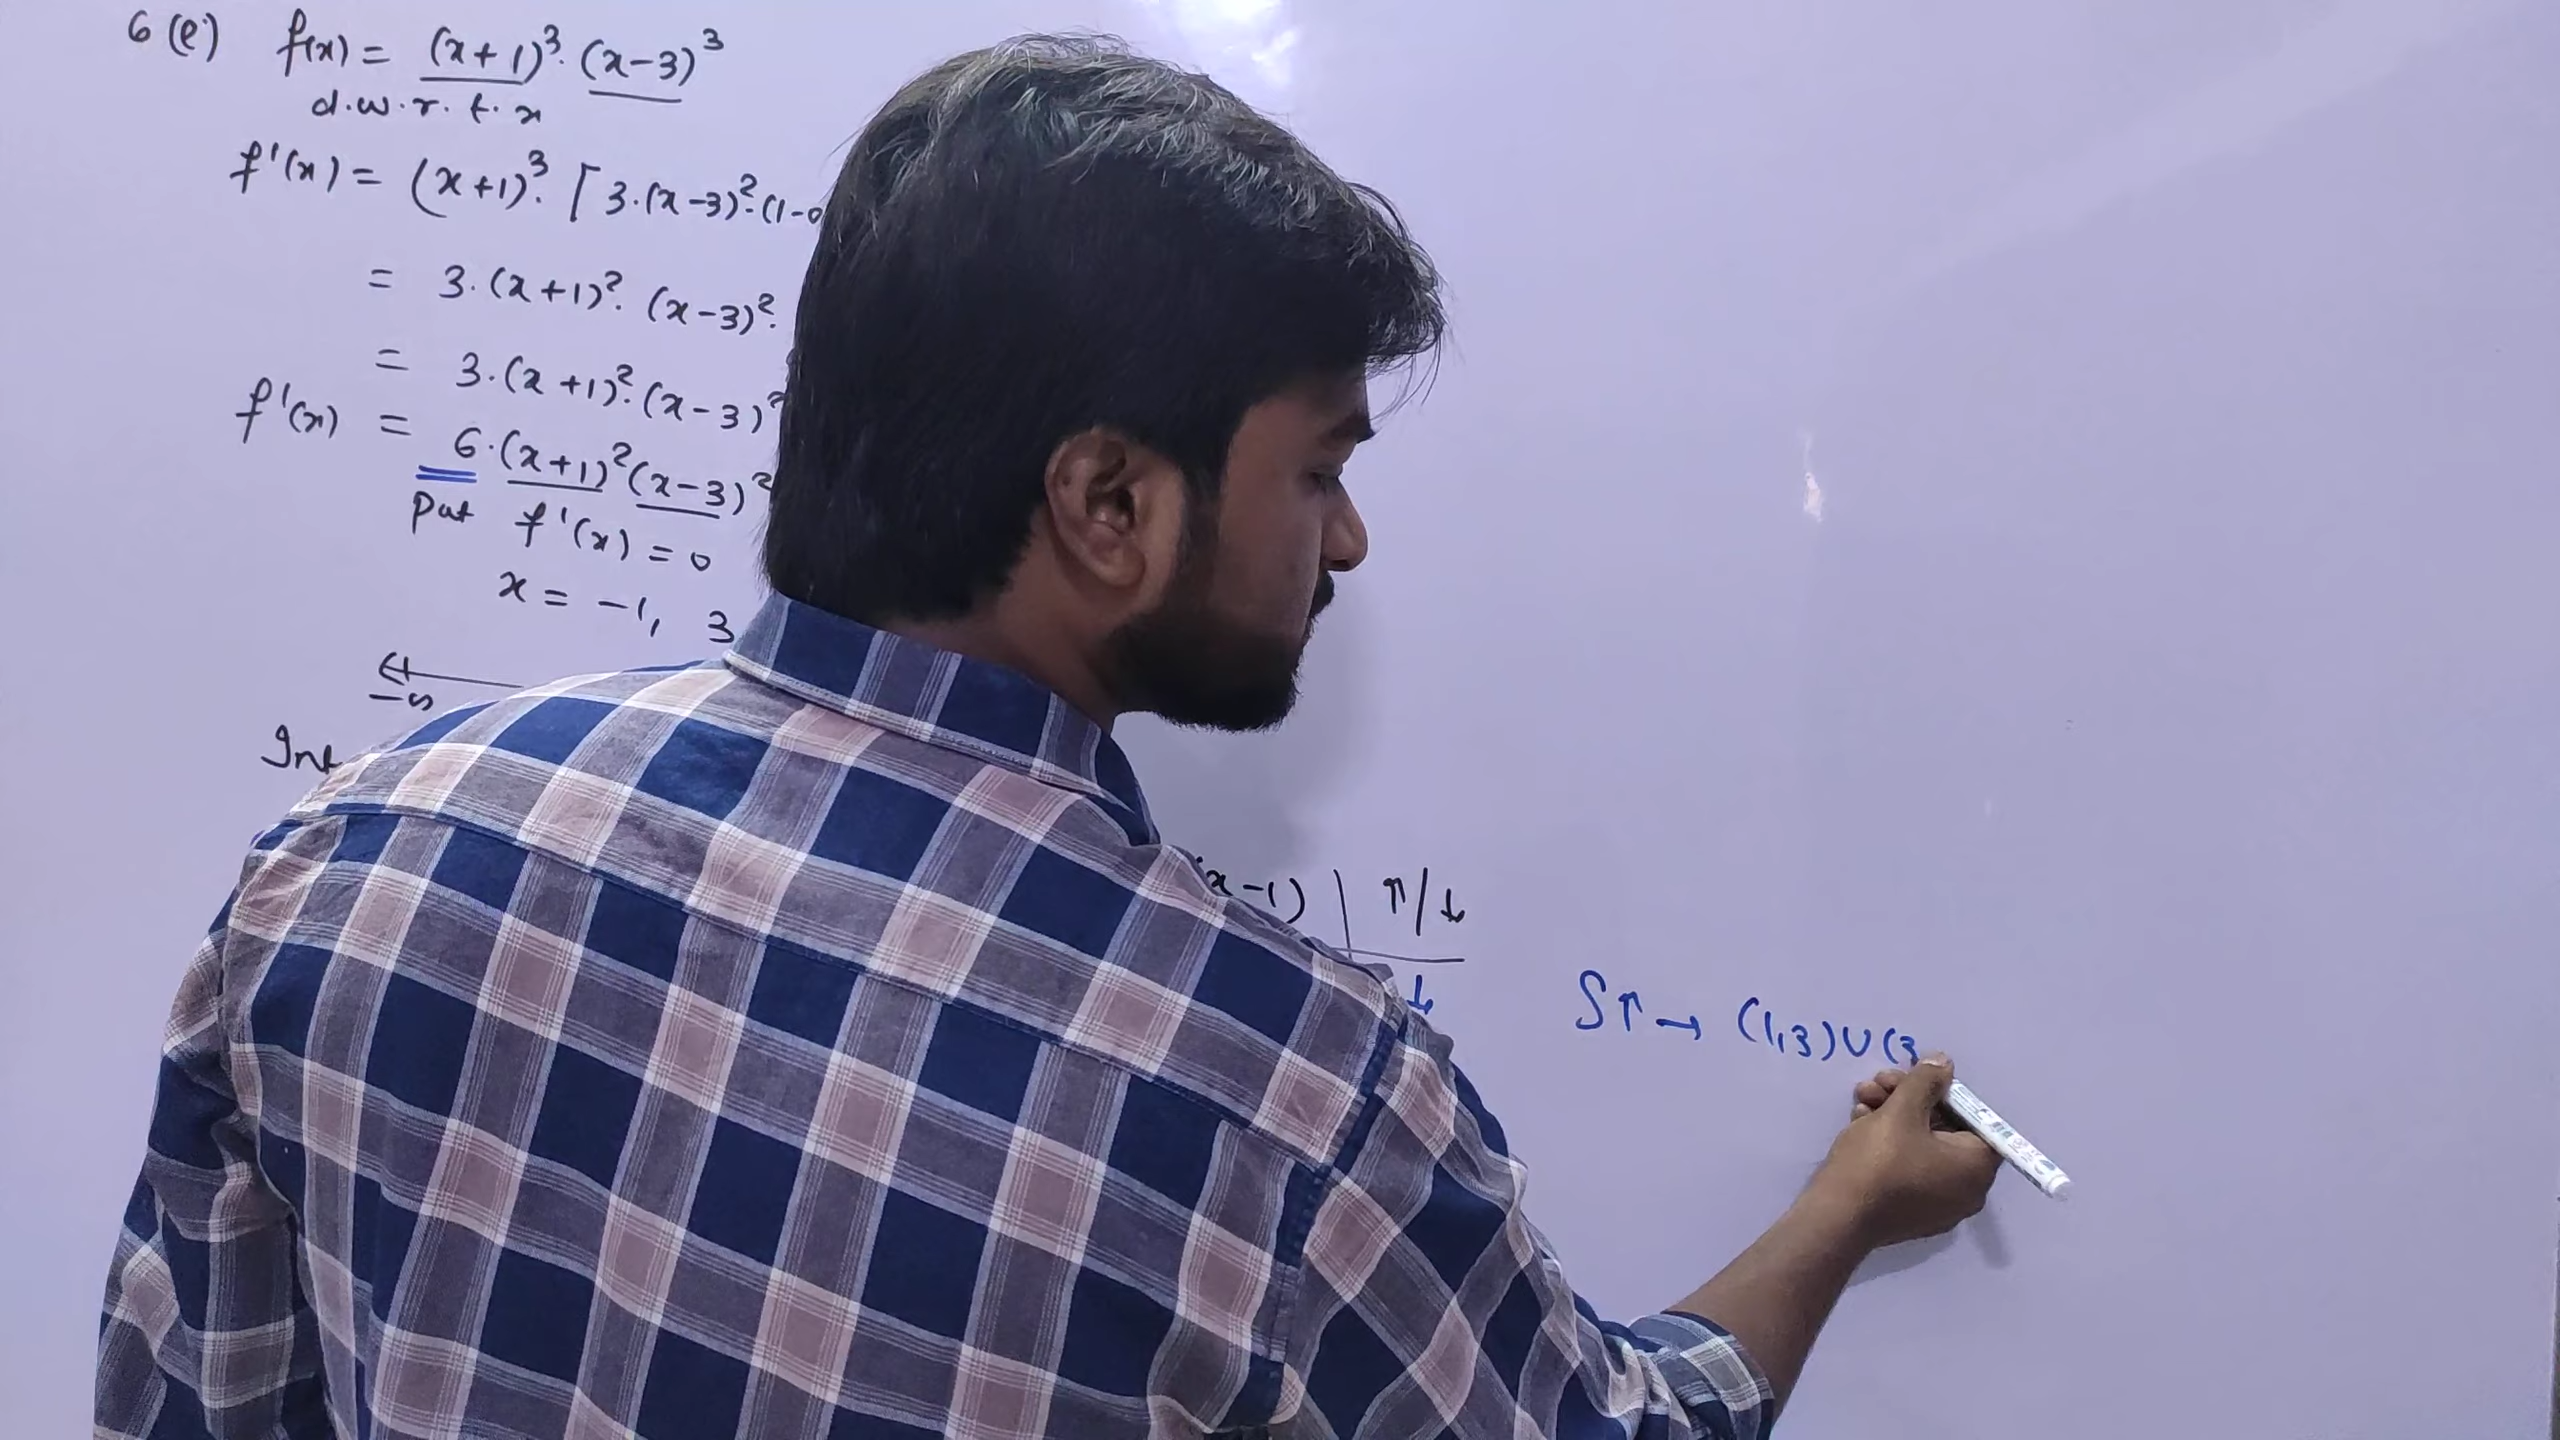 6 (e) f(x) = (x+1)³. (x-3)³
d.w.r.t.x
f'(x) = (x+1)³. [3.(x-3)².(1-0
= 3.(x+1)². (x-3)².
= 3.(x+1)².(x-3)²
f'(x) = 6.(x+1)²(x-3)²
Put f'(x) = 0
x = -1, 3
-∞
Int
(x-1) | ↑/↓
↓
S↑ → (1,3)∪(3